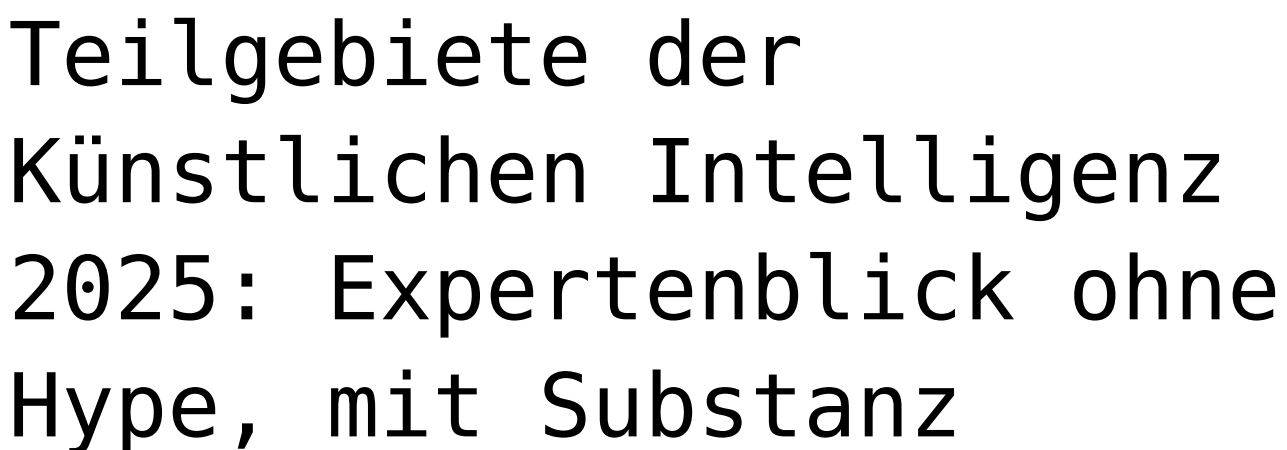 Teilgebiete der
Künstlichen Intelligenz
2025: Expertenblick ohne
Hype, mit Substanz